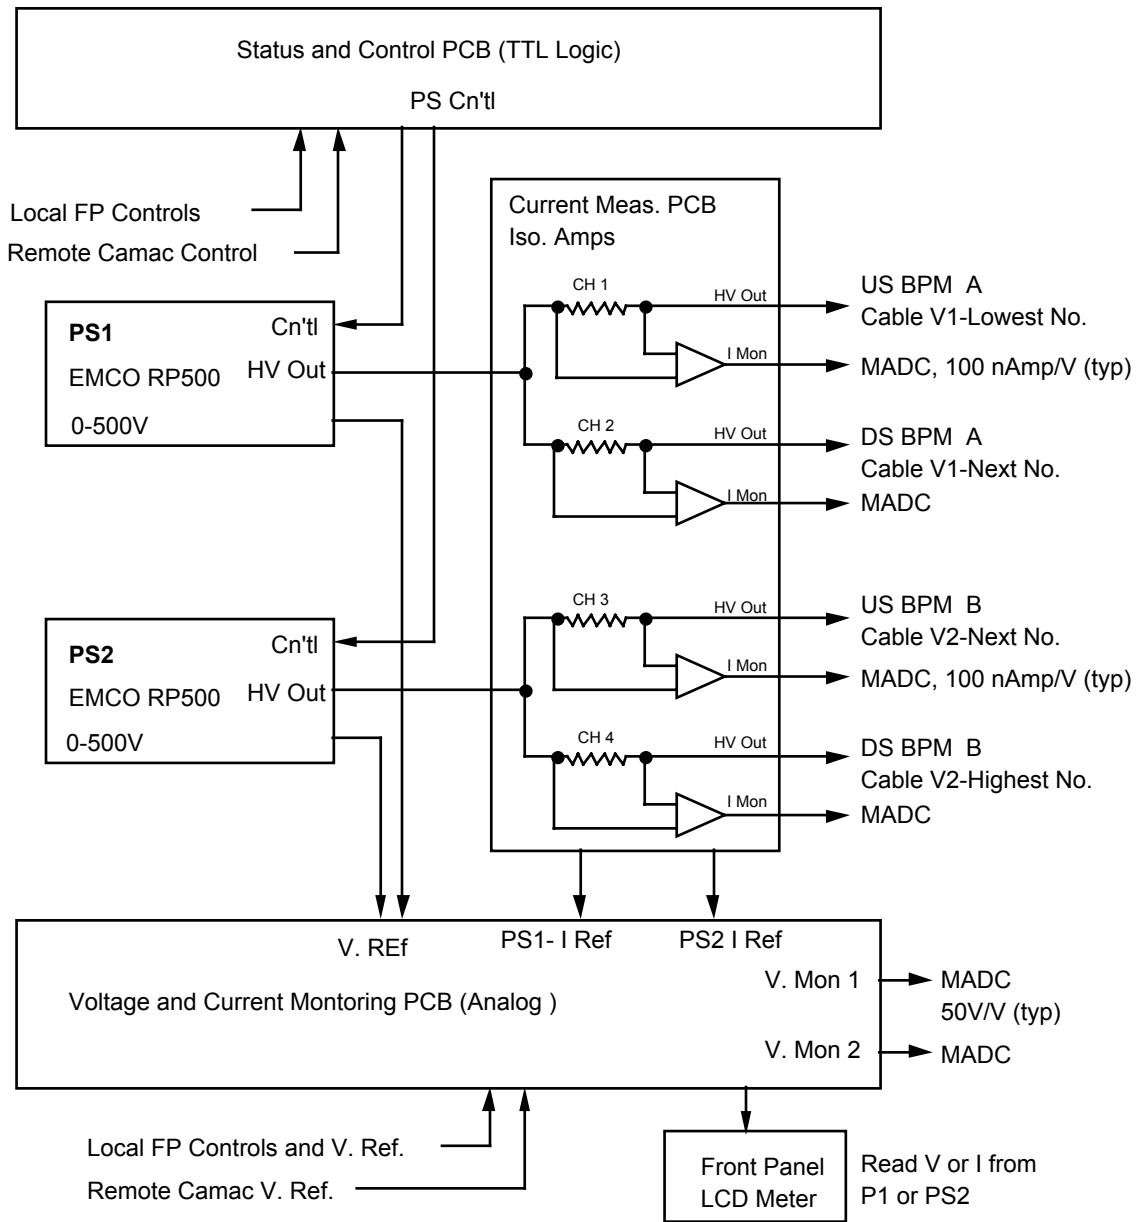 Status and Control PCB (TTL Logic)
PS Cn'tl
Local FP Controls
Remote Camac Control
Current Meas. PCB
Iso. Amps
PS1
Cn'tl
EMCO RP500
HV Out
0-500V
CH 1
HV Out
I Mon
US BPM A
Cable V1-Lowest No.
MADC, 100 nAmp/V (typ)
CH 2
HV Out
I Mon
DS BPM A
Cable V1-Next No.
MADC
PS2
Cn'tl
EMCO RP500
HV Out
0-500V
CH 3
HV Out
I Mon
US BPM B
Cable V2-Next No.
MADC, 100 nAmp/V (typ)
CH 4
HV Out
I Mon
DS BPM B
Cable V2-Highest No.
MADC
V. REf
PS1- I Ref
PS2 I Ref
Voltage and Current Montoring PCB (Analog )
V. Mon 1
MADC
50V/V (typ)
V. Mon 2
MADC
Local FP Controls and V. Ref.
Remote Camac V. Ref.
Front Panel
LCD Meter
Read V or I from
P1 or PS2